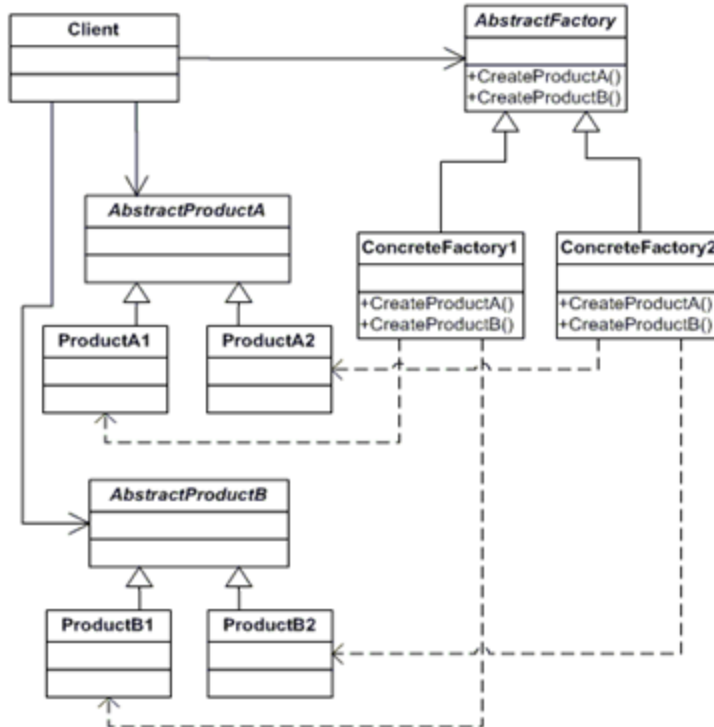 Client
AbstractFactory
+CreateProductA()
+CreateProductB()
AbstractProductA
ConcreteFactory1
+CreateProductA()
+CreateProductB()
ConcreteFactory2
+CreateProductA()
+CreateProductB()
ProductA1
ProductA2
AbstractProductB
ProductB1
ProductB2